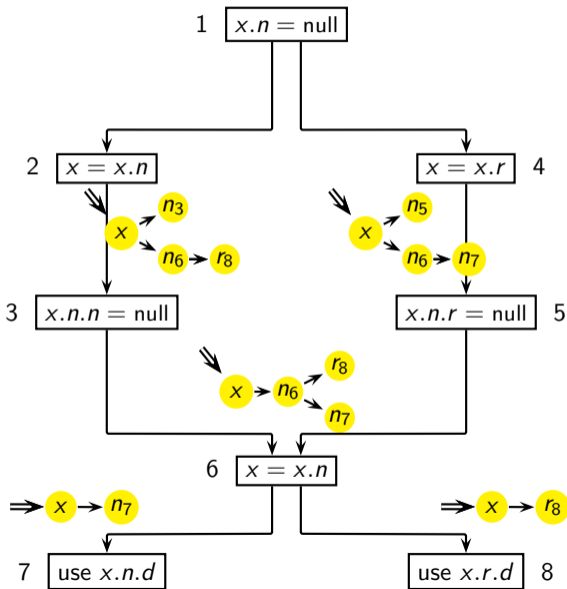 1 x.n = null
2 x = x.n
x = x.r 4
x n3 n6 r8
x n5 n6 n7
3 x.n.n = null
x.n.r = null 5
x n6 r8 n7
6 x = x.n
x n7
x r8
7 use x.n.d
use x.r.d 8